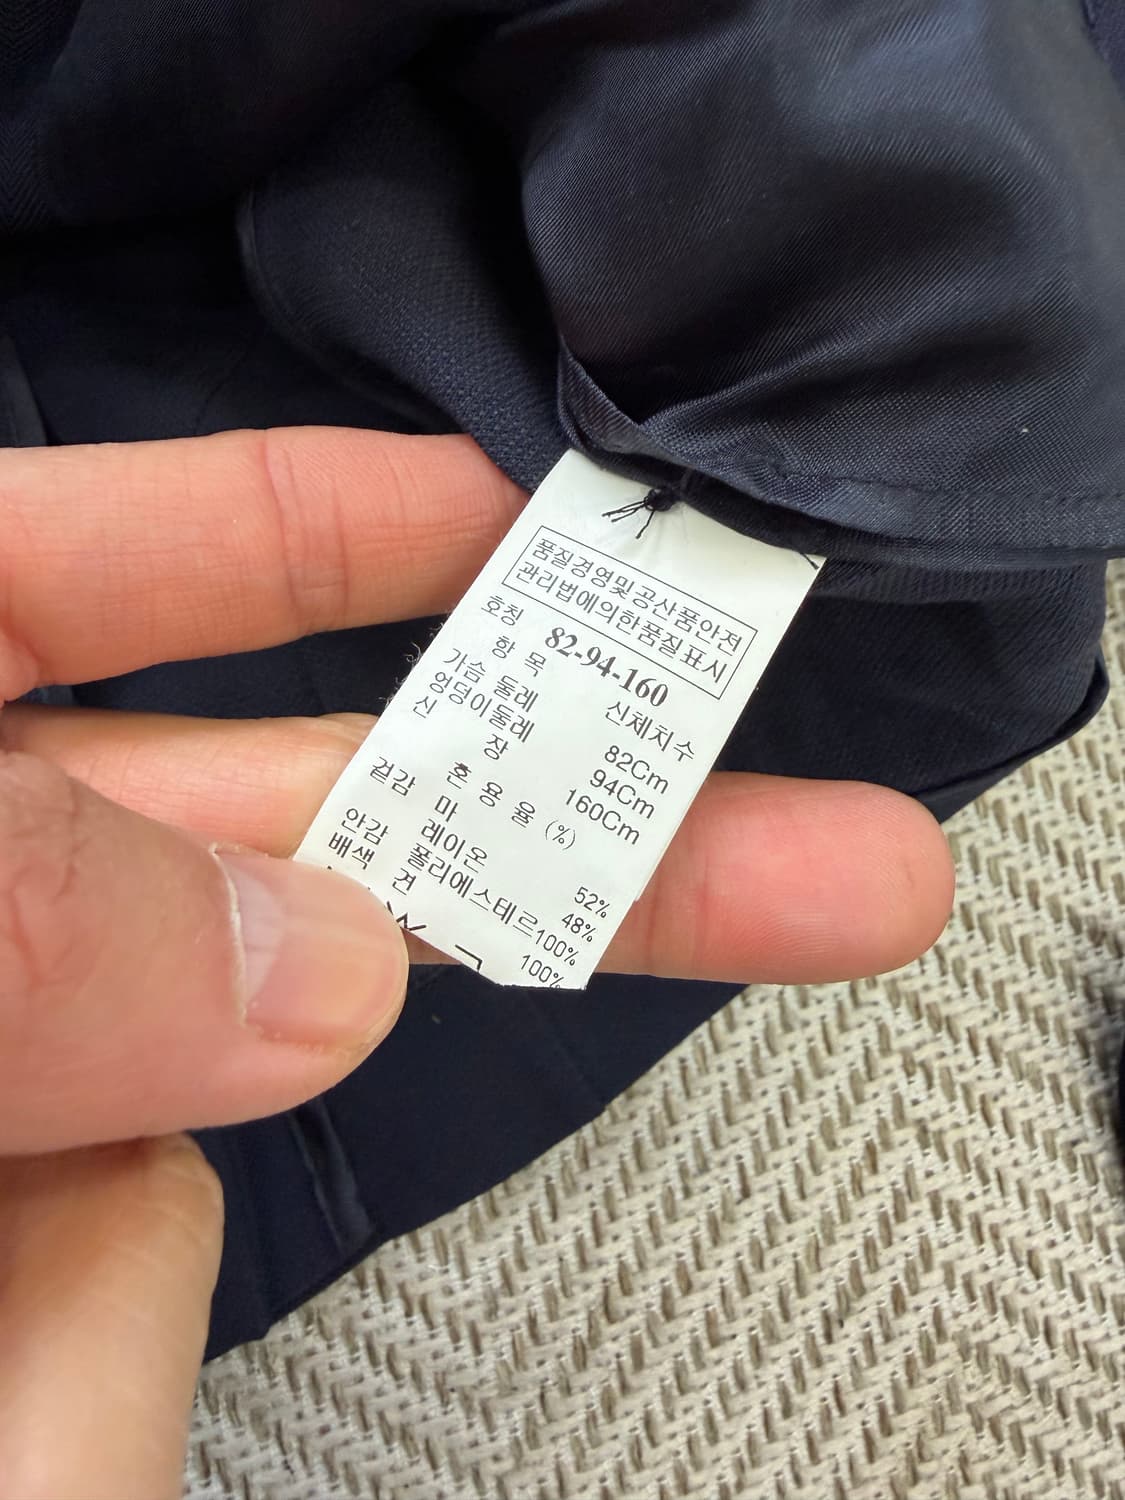 품질경영및공산품안전
관리법에의한품질표시
호칭 82-94-160
항 목 신체치수
가슴 둘레 82Cm
엉덩이둘레 94Cm
신 장 160Cm
혼 용 율 (%)
겉감 마 52%
레이온 48%
안감 폴리에스테르100%
배색 견 100%